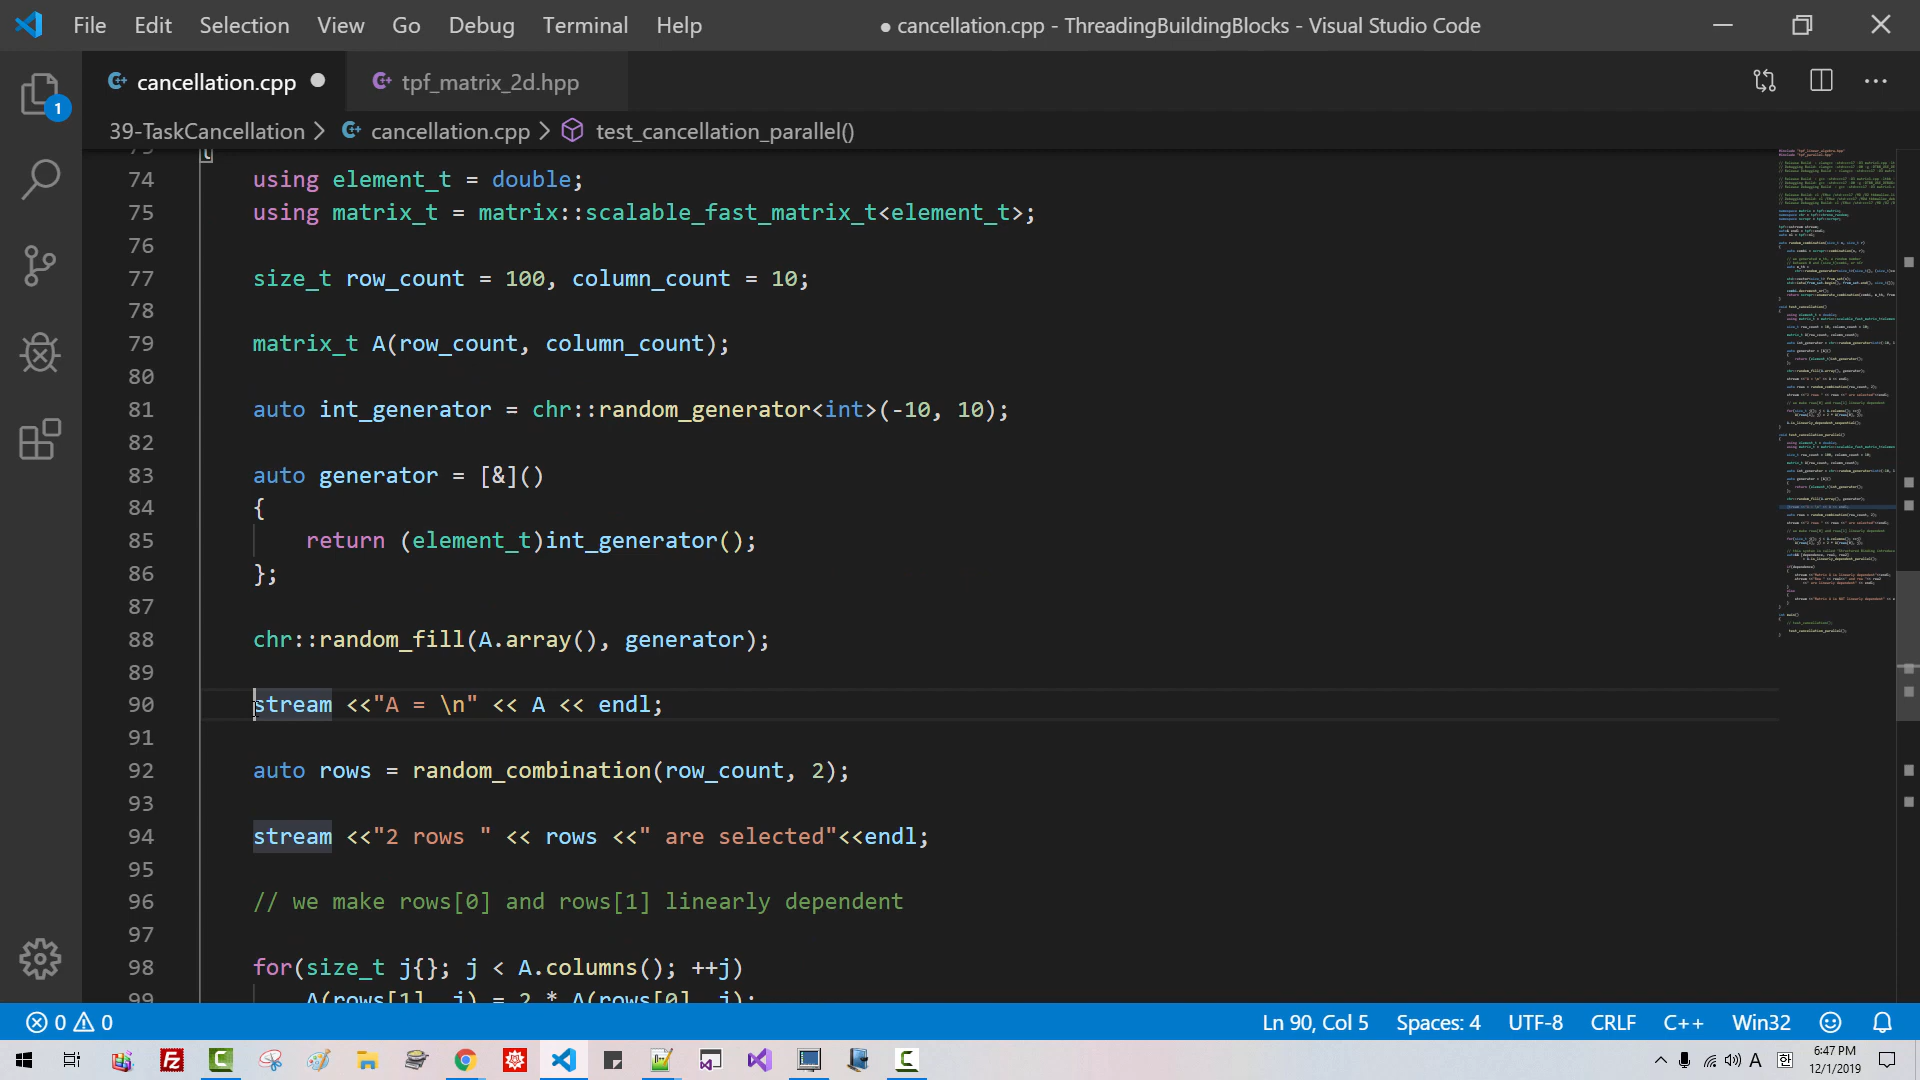 File Edit Selection View Go Debug Terminal Help ● cancellation.cpp - ThreadingBuildingBlocks - Visual Studio Code
cancellation.cpp tpf_matrix_2d.hpp
1
39-TaskCancellation cancellation.cpp test_cancellation_parallel()
{
74 using element_t = double;
75 using matrix_t = matrix::scalable_fast_matrix_t<element_t>;
76
77 size_t row_count = 100, column_count = 10;
78
79 matrix_t A(row_count, column_count);
80
81 auto int_generator = chr::random_generator<int>(-10, 10);
82
83 auto generator = [&]()
84 {
85 return (element_t)int_generator();
86 };
87
88 chr::random_fill(A.array(), generator);
89
90 stream <<"A = \n" << A << endl;
91
92 auto rows = random_combination(row_count, 2);
93
94 stream <<"2 rows " << rows <<" are selected"<<endl;
95
96 // we make rows[0] and rows[1] linearly dependent
97
98 for(size_t j{}; j < A.columns(); ++j)
99 A(rows[1], j) = 2 * A(rows[0], j);
0 0 Ln 90, Col 5 Spaces: 4 UTF-8 CRLF C++ Win32
A 한 6:47 PM
12/1/2019